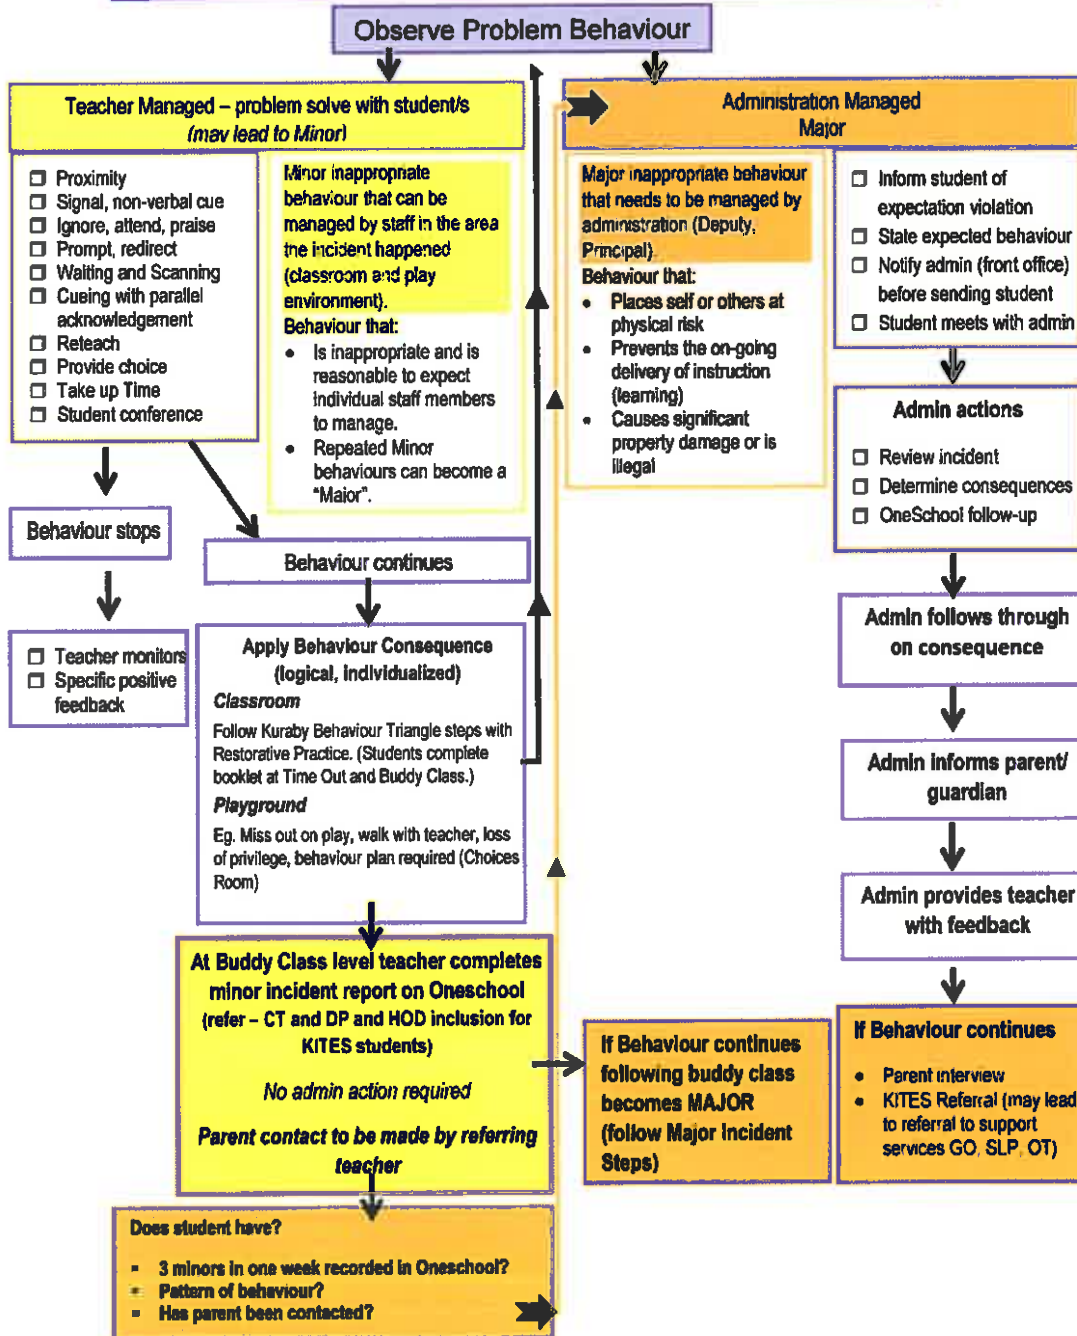 Observe Problem Behaviour
Teacher Managed – problem solve with student/s
(may lead to Minor)
Proximity
Signal, non-verbal cue
Ignore, attend, praise
Prompt, redirect
Waiting and Scanning
Cueing with parallel
acknowledgement
Reteach
Provide choice
Take up Time
Student conference
Minor inappropriate
behaviour that can be
managed by staff in the area
the incident happened
(classroom and play
environment).
Behaviour that:
• Is inappropriate and is
reasonable to expect
individual staff members
to manage.
• Repeated Minor
behaviours can become a
"Major".
Behaviour stops
Teacher monitors
Specific positive
feedback
Behaviour continues
Apply Behaviour Consequence
(logical, individualized)
Classroom
Follow Kuraby Behaviour Triangle steps with
Restorative Practice. (Students complete
booklet at Time Out and Buddy Class.)
Playground
Eg. Miss out on play, walk with teacher, loss
of privilege, behaviour plan required (Choices
Room)
At Buddy Class level teacher completes
minor incident report on Oneschool
(refer – CT and DP and HOD inclusion for
KITES students)
No admin action required
Parent contact to be made by referring
teacher
Does student have?
3 minors in one week recorded in Oneschool?
Pattern of behaviour?
Has parent been contacted?
Administration Managed
Major
Major inappropriate behaviour
that needs to be managed by
administration (Deputy,
Principal).
Behaviour that:
• Places self or others at
physical risk
• Prevents the on-going
delivery of instruction
(learning)
• Causes significant
property damage or is
illegal
Inform student of
expectation violation
State expected behaviour
Notify admin (front office)
before sending student
Student meets with admin
Admin actions
Review incident
Determine consequences
OneSchool follow-up
Admin follows through
on consequence
Admin informs parent/
guardian
Admin provides teacher
with feedback
If Behaviour continues
following buddy class
becomes MAJOR
(follow Major Incident
Steps)
If Behaviour continues
• Parent interview
• KITES Referral (may lead
to referral to support
services GO, SLP, OT)